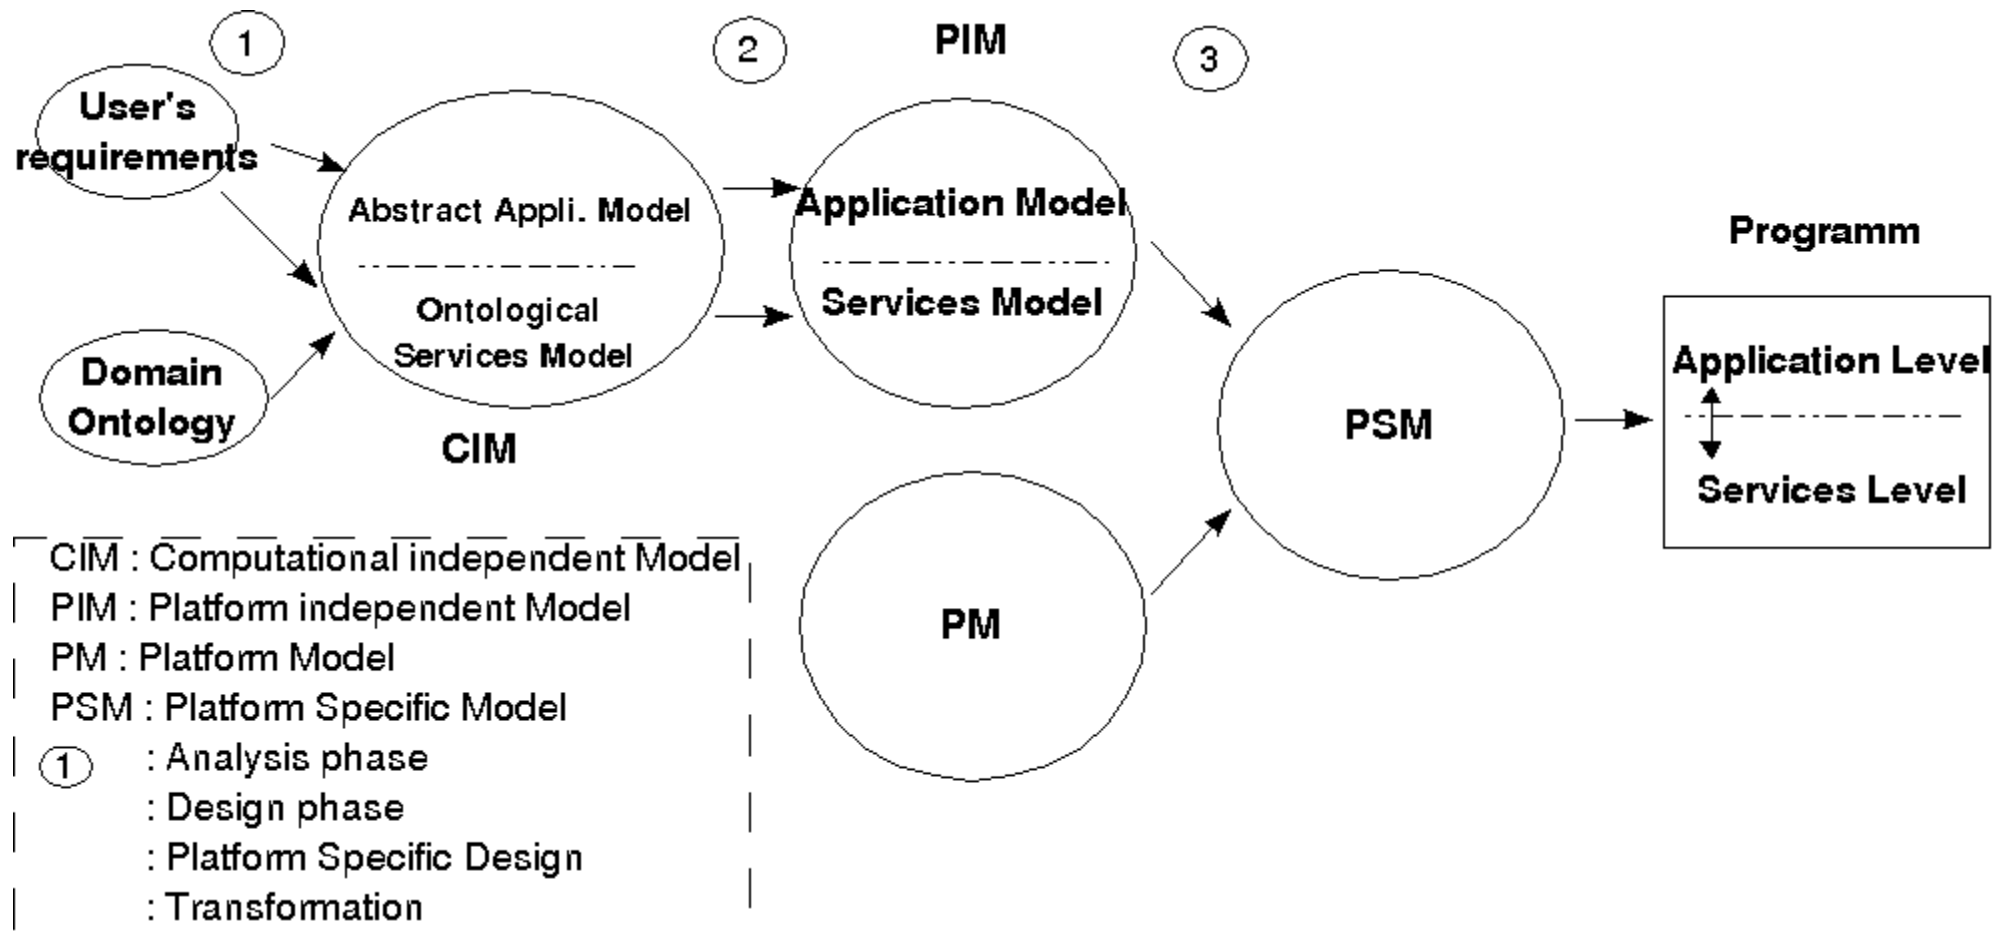 1
2
PIM
3
User's
requirements
Abstract Appli. Model
Ontological
Services Model
CIM
Domain
Ontology
Application Model
Services Model
PSM
PM
Programm
Application Level
Services Level
CIM : Computational independent Model
PIM : Platform independent Model
PM : Platform Model
PSM : Platform Specific Model
1 : Analysis phase
: Design phase
: Platform Specific Design
: Transformation